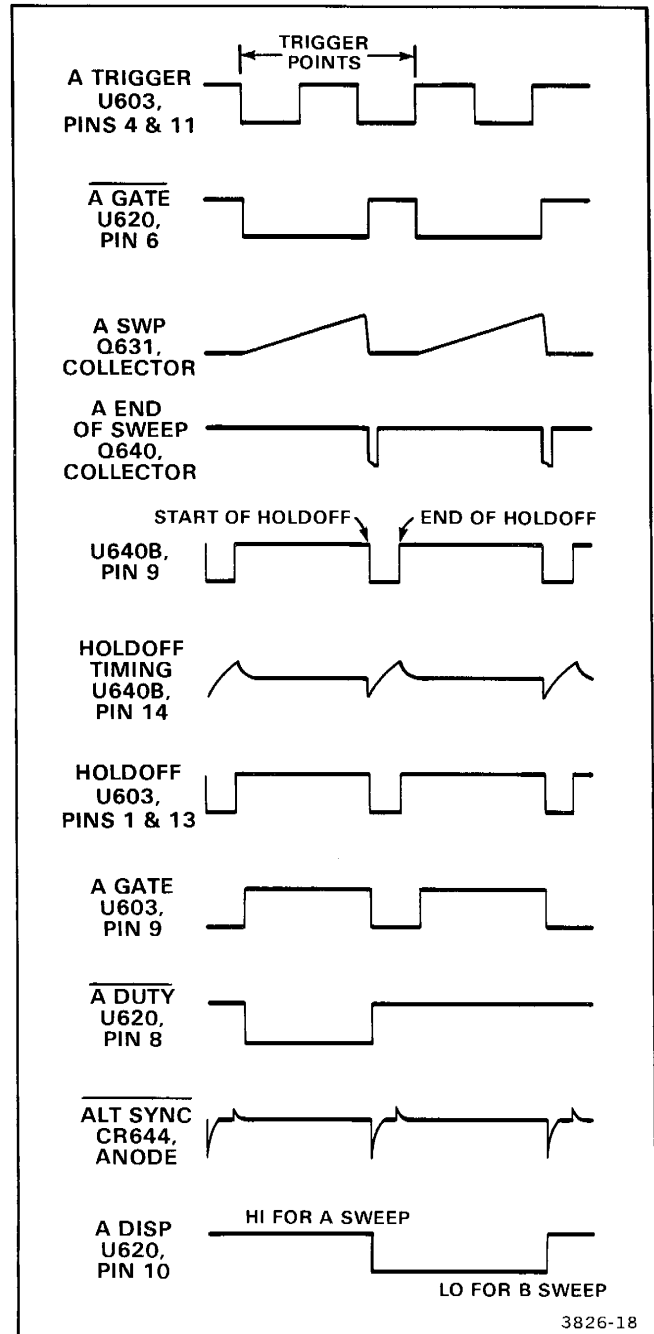 TRIGGER
POINTS
A TRIGGER
U603,
PINS 4 & 11
A GATE
U620,
PIN 6
A SWP
Q631,
COLLECTOR
A END
OF SWEEP
Q640,
COLLECTOR
START OF HOLDOFF
END OF HOLDOFF
U640B,
PIN 9
HOLDOFF
TIMING
U640B,
PIN 14
HOLDOFF
U603,
PINS 1 & 13
A GATE
U603,
PIN 9
A DUTY
U620,
PIN 8
ALT SYNC
CR644,
ANODE
HI FOR A SWEEP
A DISP
U620,
PIN 10
LO FOR B SWEEP
3826-18